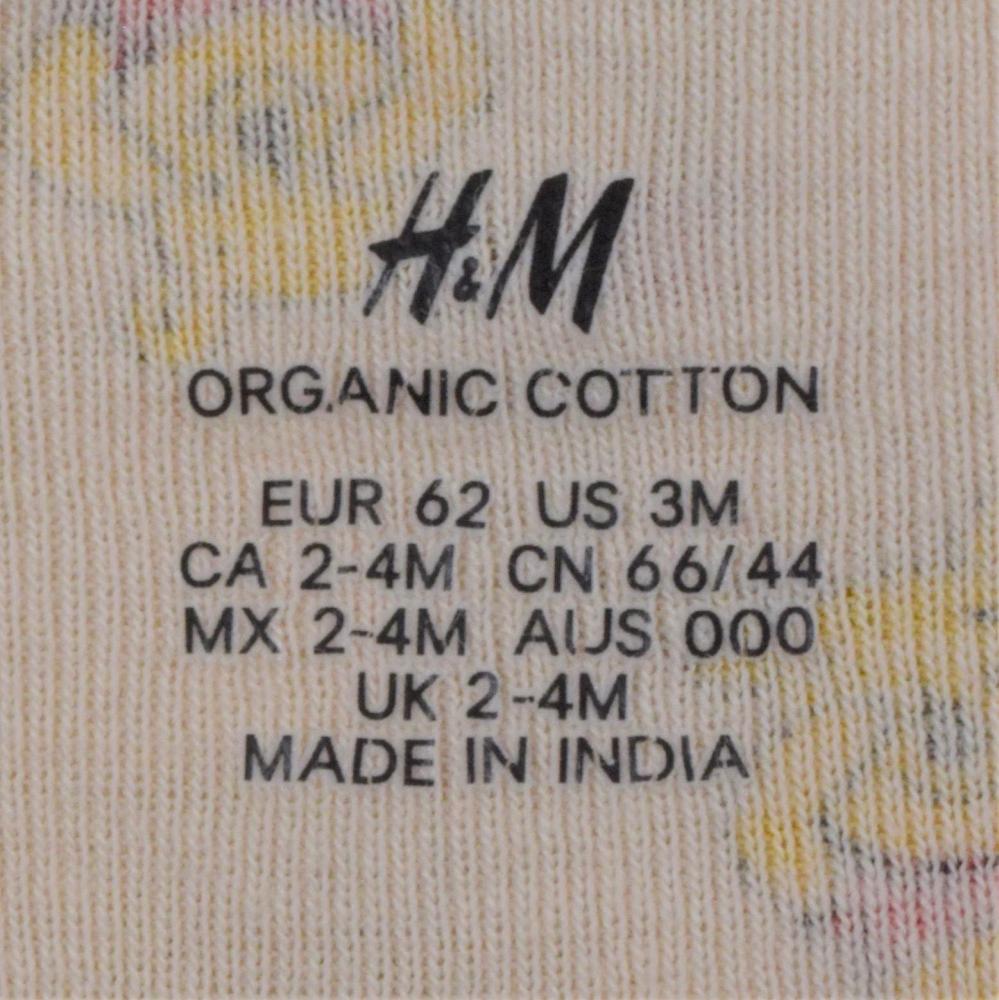 H&M
ORGANIC COTTON
EUR 62 US 3M
CA 2-4M CN 66/44
MX 2-4M AUS 000
UK 2-4M
MADE IN INDIA